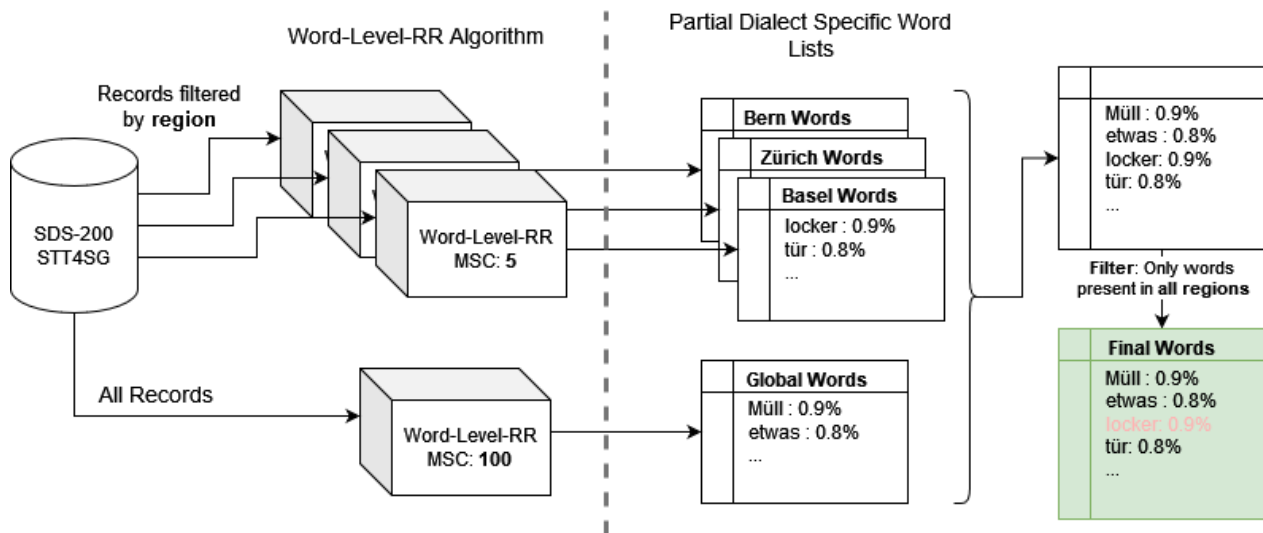 Word-Level-RR Algorithm
Partial Dialect Specific Word
Lists
Records filtered
by region
SDS-200
STT4SG
Word-Level-RR
MSC: 5
Bern Words
Zürich Words
Basel Words
locker : 0.9%
tür : 0.8%
...
Müll : 0.9%
etwas : 0.8%
locker: 0.9%
tür: 0.8%
...
Filter: Only words
present in all regions
All Records
Word-Level-RR
MSC: 100
Global Words
Müll : 0.9%
etwas : 0.8%
...
Final Words
Müll : 0.9%
etwas : 0.8%
locker: 0.9%
tür: 0.8%
...